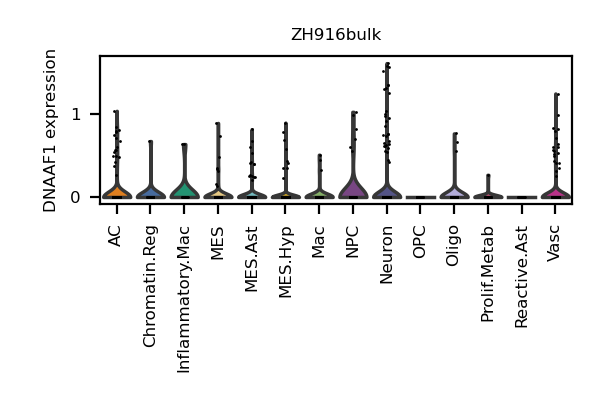 ZH916bulk
DNAAF1 expression
1
0
AC
Chromatin.Reg
Inflammatory.Mac
MES
MES.Ast
MES.Hyp
Mac
NPC
Neuron
OPC
Oligo
Prolif.Metab
Reactive.Ast
Vasc